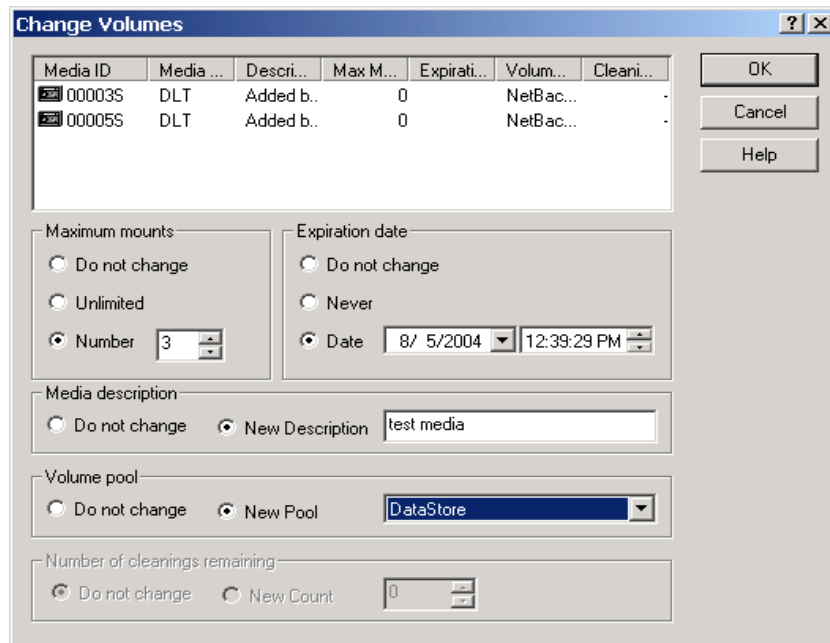 Change Volumes
Media ID Media ... Descri... Max M... Expirati... Volum... Cleani...
00003S DLT Added b.. 0 NetBac... -
00005S DLT Added b.. 0 NetBac... -
OK
Cancel
Help
Maximum mounts
Do not change
Unlimited
Number 3
Expiration date
Do not change
Never
Date 8/ 5/2004 12:39:29 PM
Media description
Do not change New Description test media
Volume pool
Do not change New Pool DataStore
Number of cleanings remaining
Do not change New Count 0